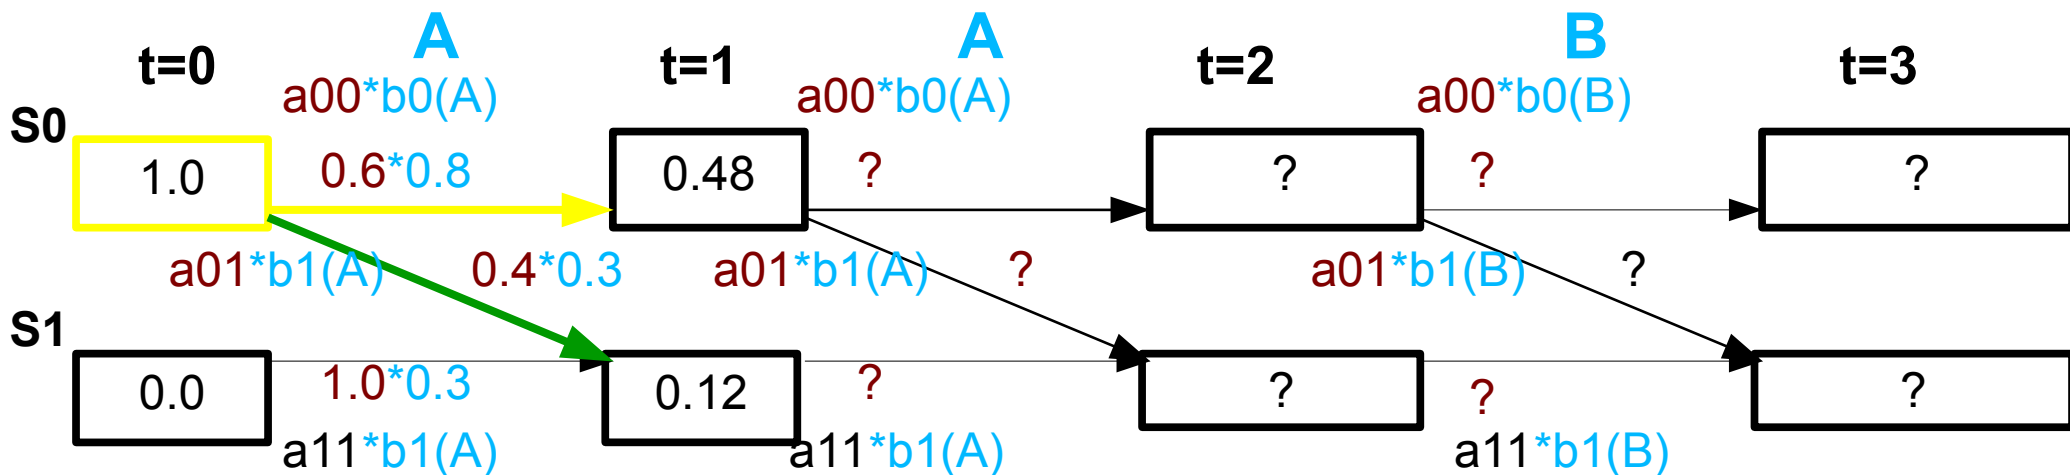 A A B
t=0 t=1 t=2 t=3
a00*b0(A) a00*b0(A) a00*b0(B)
S0
1.0 0.6*0.8 0.48 ? ? ? ?
a01*b1(A) 0.4*0.3 a01*b1(A) ? a01*b1(B) ?
S1
0.0 1.0*0.3 0.12 ? ? ? ?
a11*b1(A) a11*b1(A) a11*b1(B)